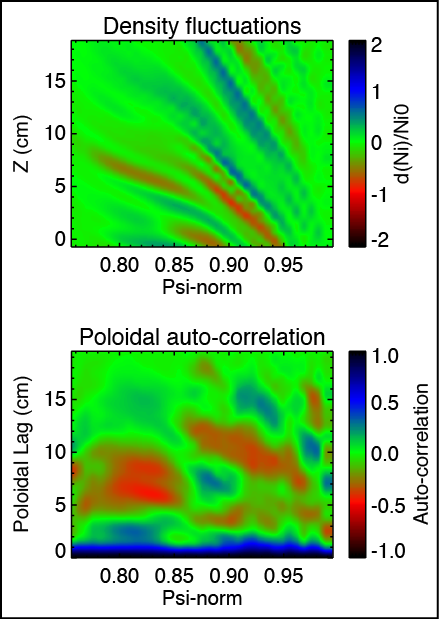 Density fluctuations
Z (cm)
15
10
5
0
0.80 0.85 0.90 0.95
Psi-norm
2
1
0
-1
-2
d(Ni)/Ni0
Poloidal auto-correlation
Poloidal Lag (cm)
15
10
5
0
0.80 0.85 0.90 0.95
Psi-norm
1.0
0.5
0.0
-0.5
-1.0
Auto-correlation